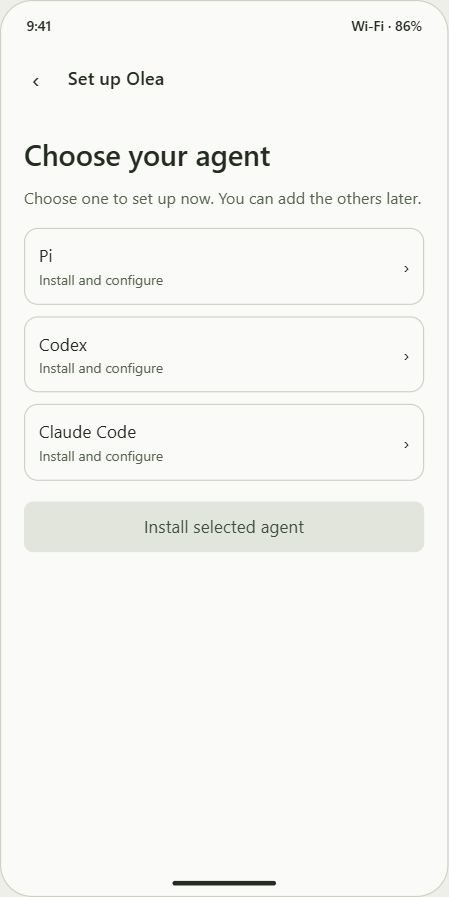 9:41
Wi-Fi · 86%
‹ Set up Olea
Choose your agent
Choose one to set up now. You can add the others later.
Pi
Install and configure
›
Codex
Install and configure
›
Claude Code
Install and configure
›
Install selected agent